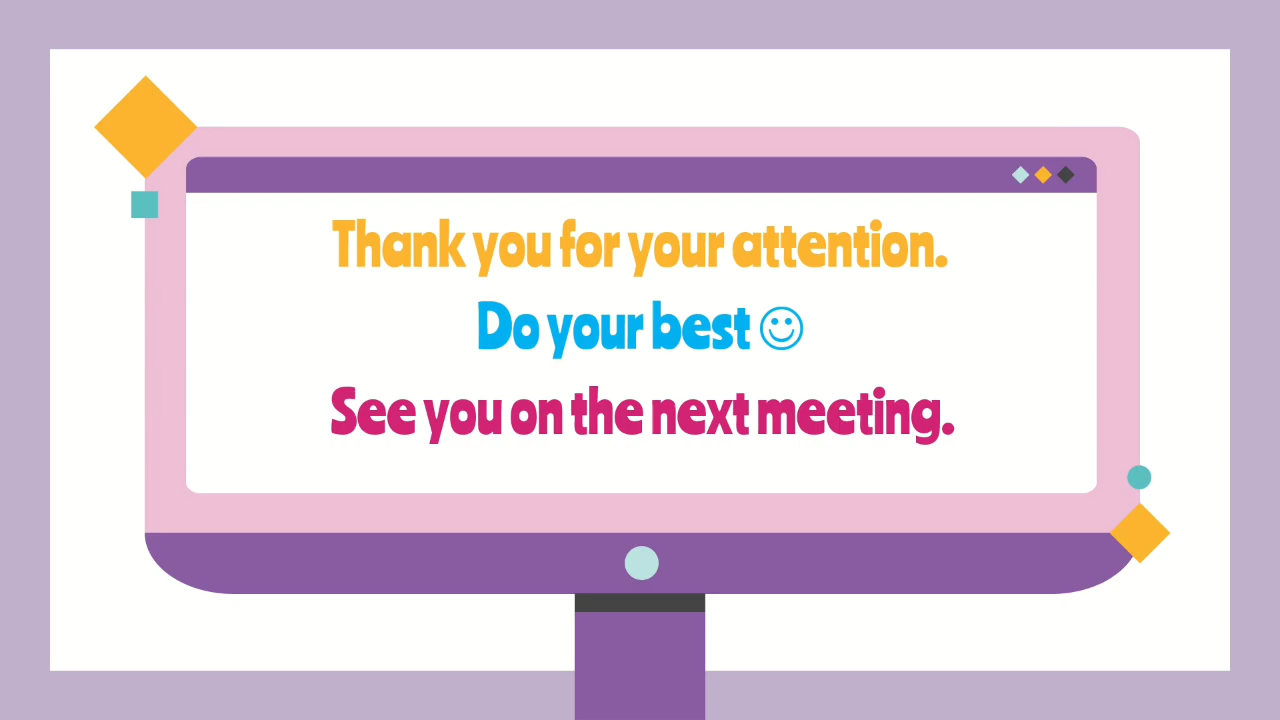 Thank you for your attention.
Do your best ☺
See you on the next meeting.